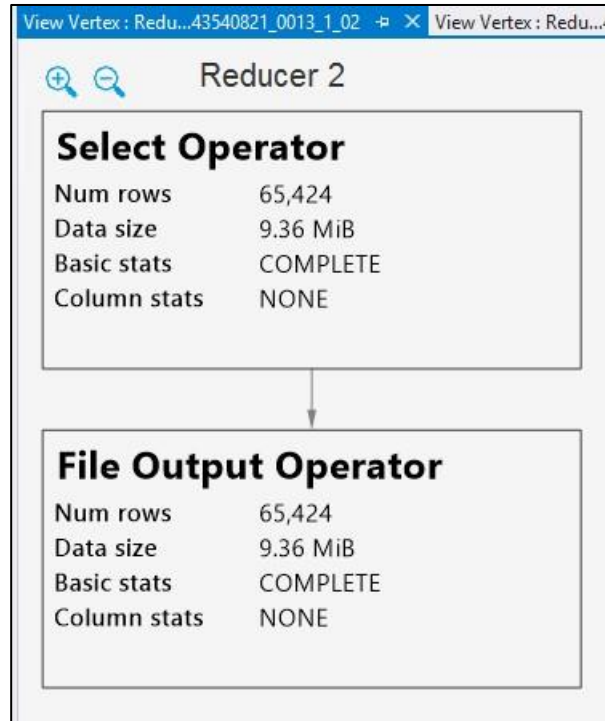 View Vertex : Redu...43540821_0013_1_02 View Vertex : Redu...
Reducer 2
Select Operator
Num rows 65,424
Data size 9.36 MiB
Basic stats COMPLETE
Column stats NONE
File Output Operator
Num rows 65,424
Data size 9.36 MiB
Basic stats COMPLETE
Column stats NONE